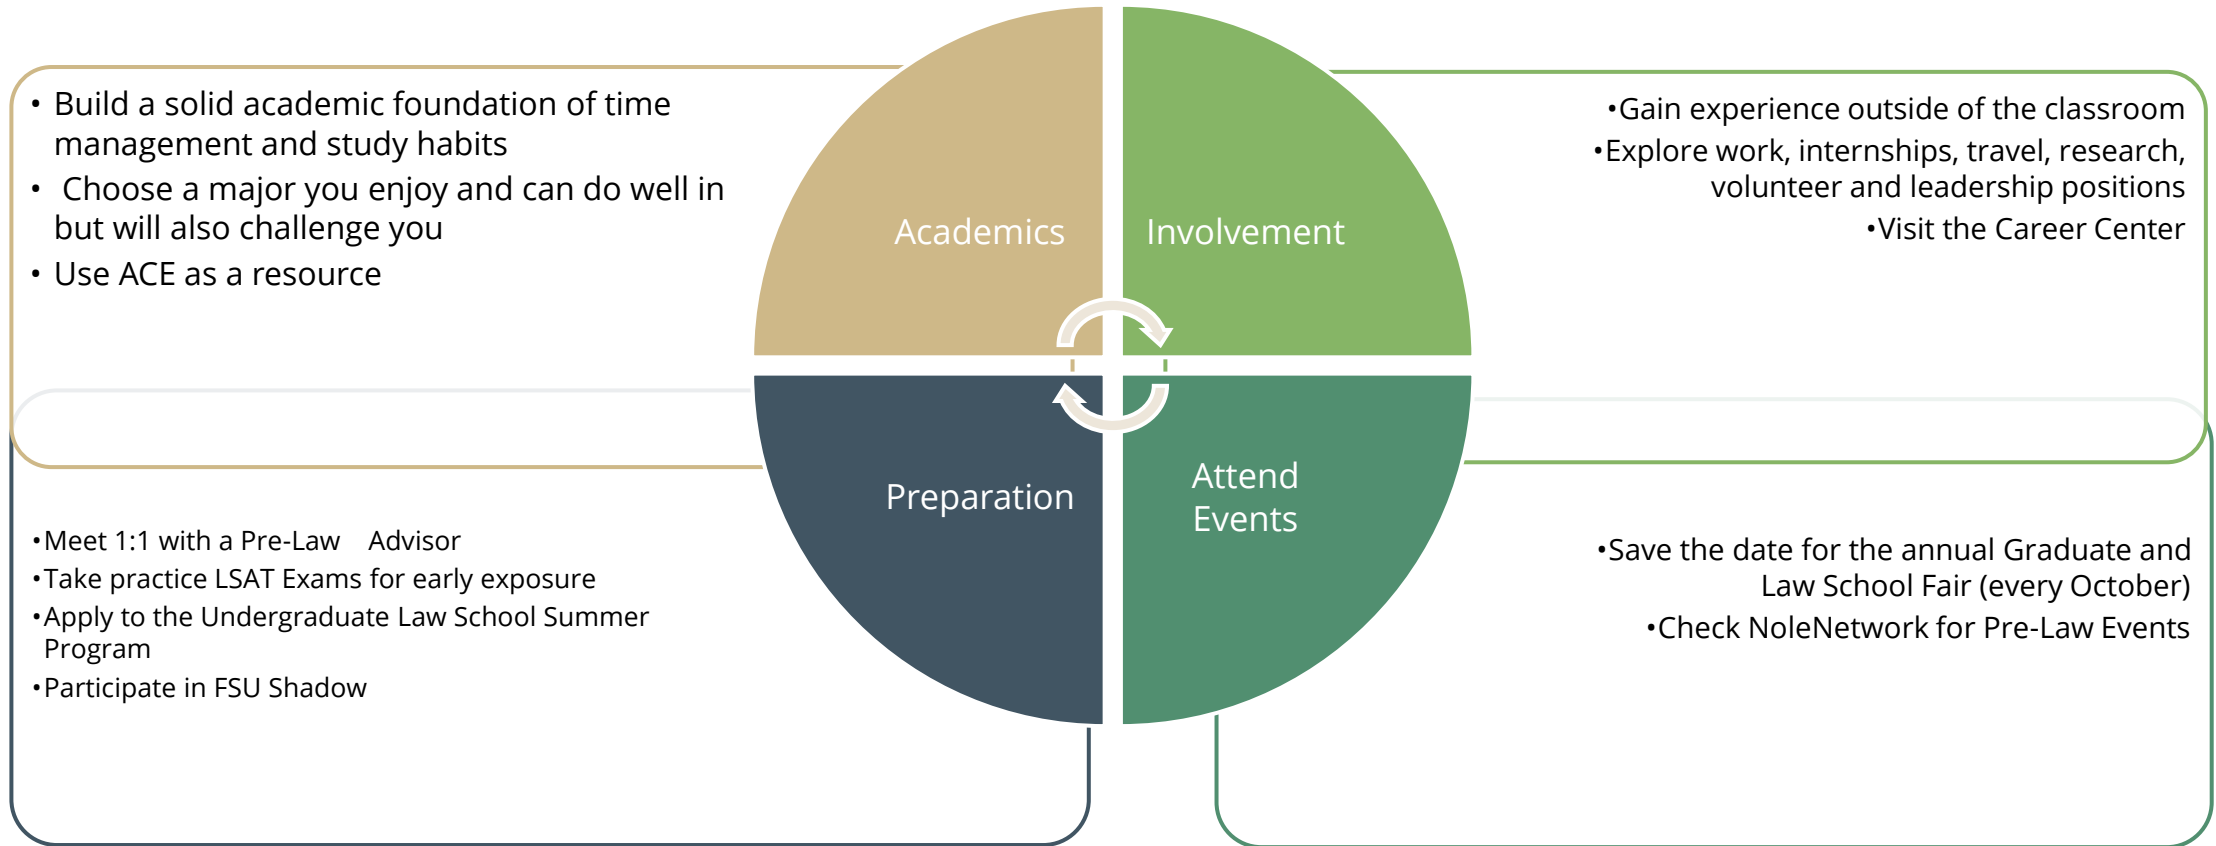 • Build a solid academic foundation of time
management and study habits
• Choose a major you enjoy and can do well in
but will also challenge you
• Use ACE as a resource
Academics
Involvement
•Gain experience outside of the classroom
•Explore work, internships, travel, research,
volunteer and leadership positions
•Visit the Career Center
•Meet 1:1 with a Pre-Law Advisor
•Take practice LSAT Exams for early exposure
•Apply to the Undergraduate Law School Summer
Program
•Participate in FSU Shadow
Preparation
Attend
Events
•Save the date for the annual Graduate and
Law School Fair (every October)
•Check NoleNetwork for Pre-Law Events